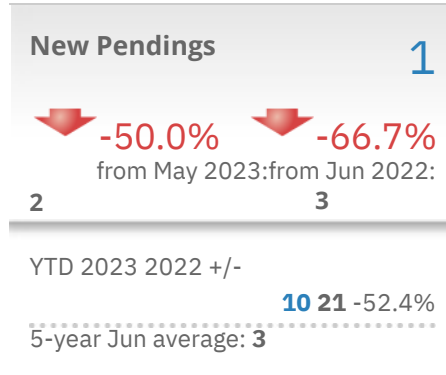 New Pendings 1
-50.0% -66.7%
from May 2023:from Jun 2022:
2 3
YTD 2023 2022 +/-
10 21 -52.4%
5-year Jun average: 3